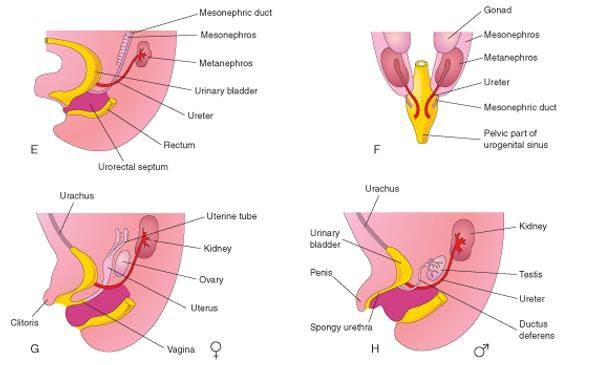 Mesonephric duct
Mesonephros
Metanephros
Urinary bladder
Ureter
Rectum
Urorectal septum
E
Gonad
Mesonephros
Metanephros
Ureter
Mesonephric duct
Pelvic part of
urogenital sinus
F
Urachus
Uterine tube
Kidney
Ovary
Uterus
Clitoris
Vagina
G
♀
Urachus
Urinary
bladder
Kidney
Penis
Testis
Ureter
Spongy urethra
Ductus
deferens
H
♂